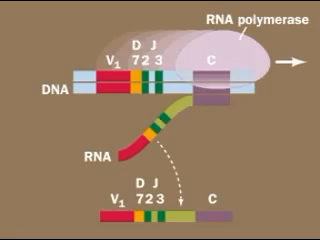 RNA polymerase
D J
V1 7 2 3 C
DNA
RNA
D J
V1 7 2 3 C